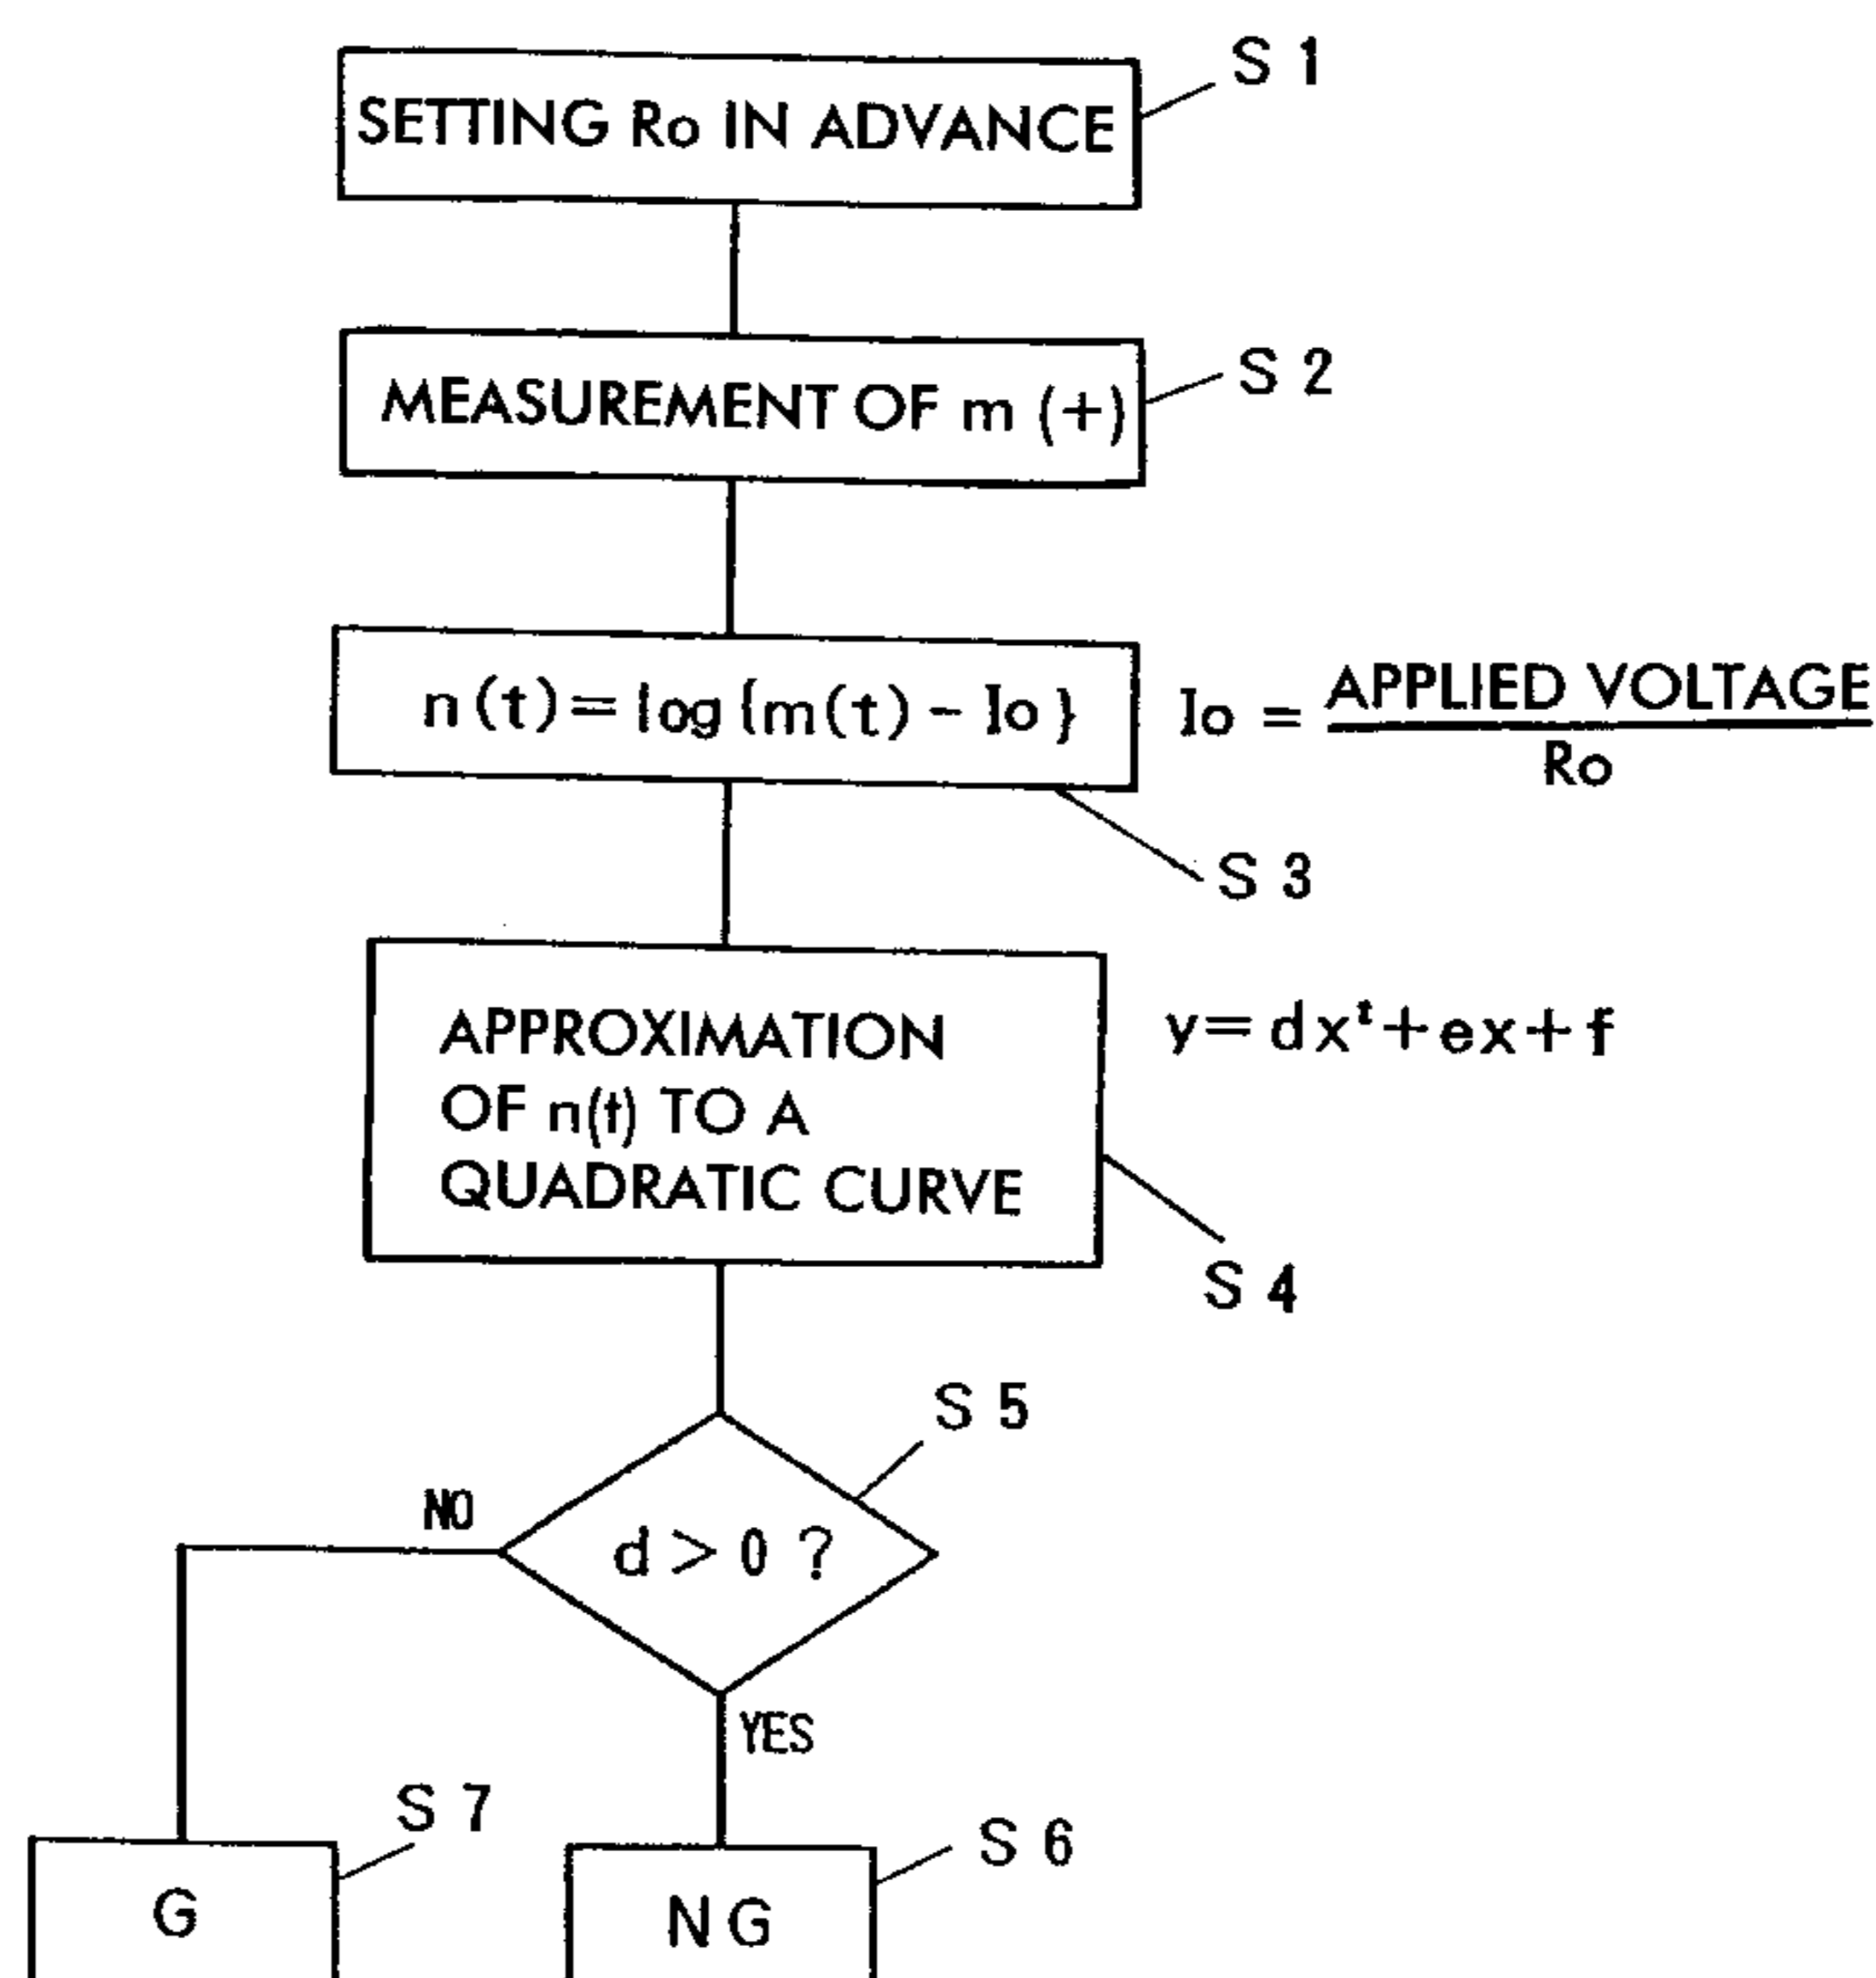 S 1
SETTING Ro IN ADVANCE
S 2
MEASUREMENT OF m (+)
n (t) = log {m (t) - Io }
Io = APPLIED VOLTAGE
Ro
S 3
APPROXIMATION
OF n(t) TO A
QUADRATIC CURVE
y = d xᵗ + ex + f
S 4
S 5
NO
d > 0 ?
YES
S 7
S 6
G
NG